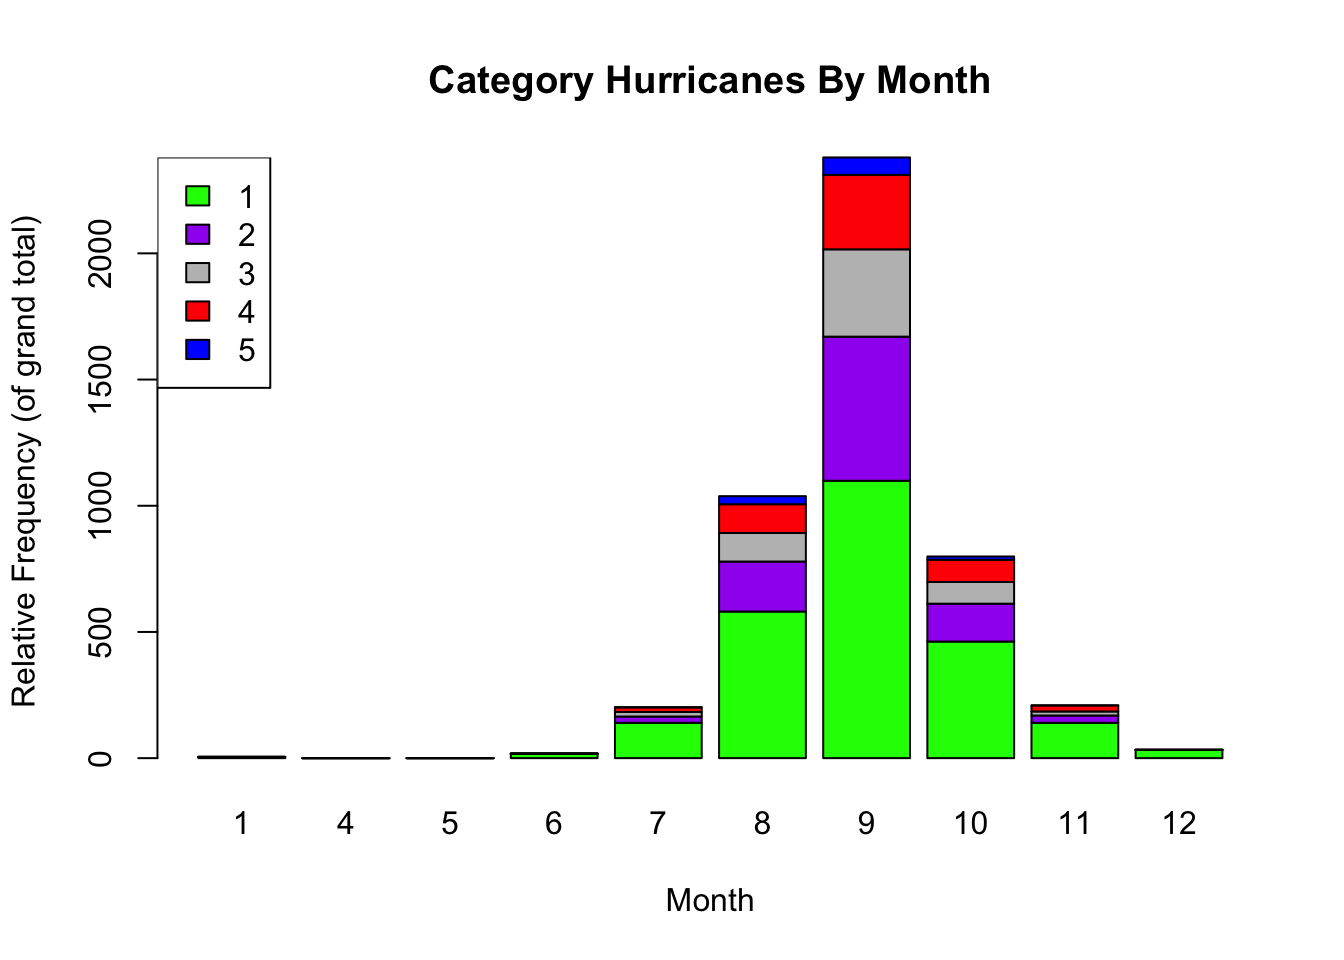 Category Hurricanes By Month
1
2
3
4
5
Relative Frequency (of grand total)
2000
1500
1000
500
0
1 4 5 6 7 8 9 10 11 12
Month